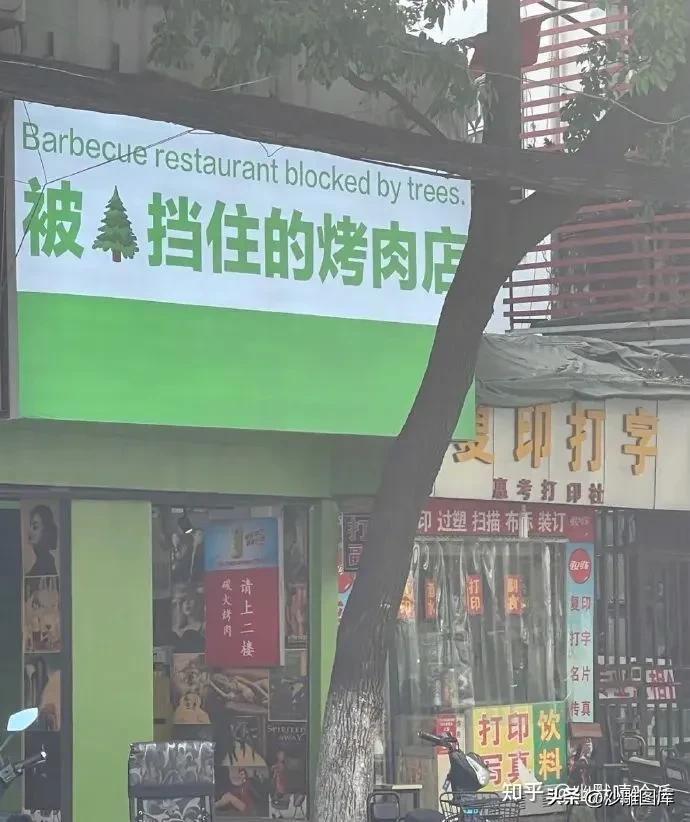 Barbecue restaurant blocked by trees.
被🌲挡住的烤肉店
复印打字
惠考打印社
印 过塑 扫描 布标 装订
请上二楼
碳火烤肉
打印
复印
打字
名片
传真
打印
写真
饮料
知乎
头条 @沙雕图库